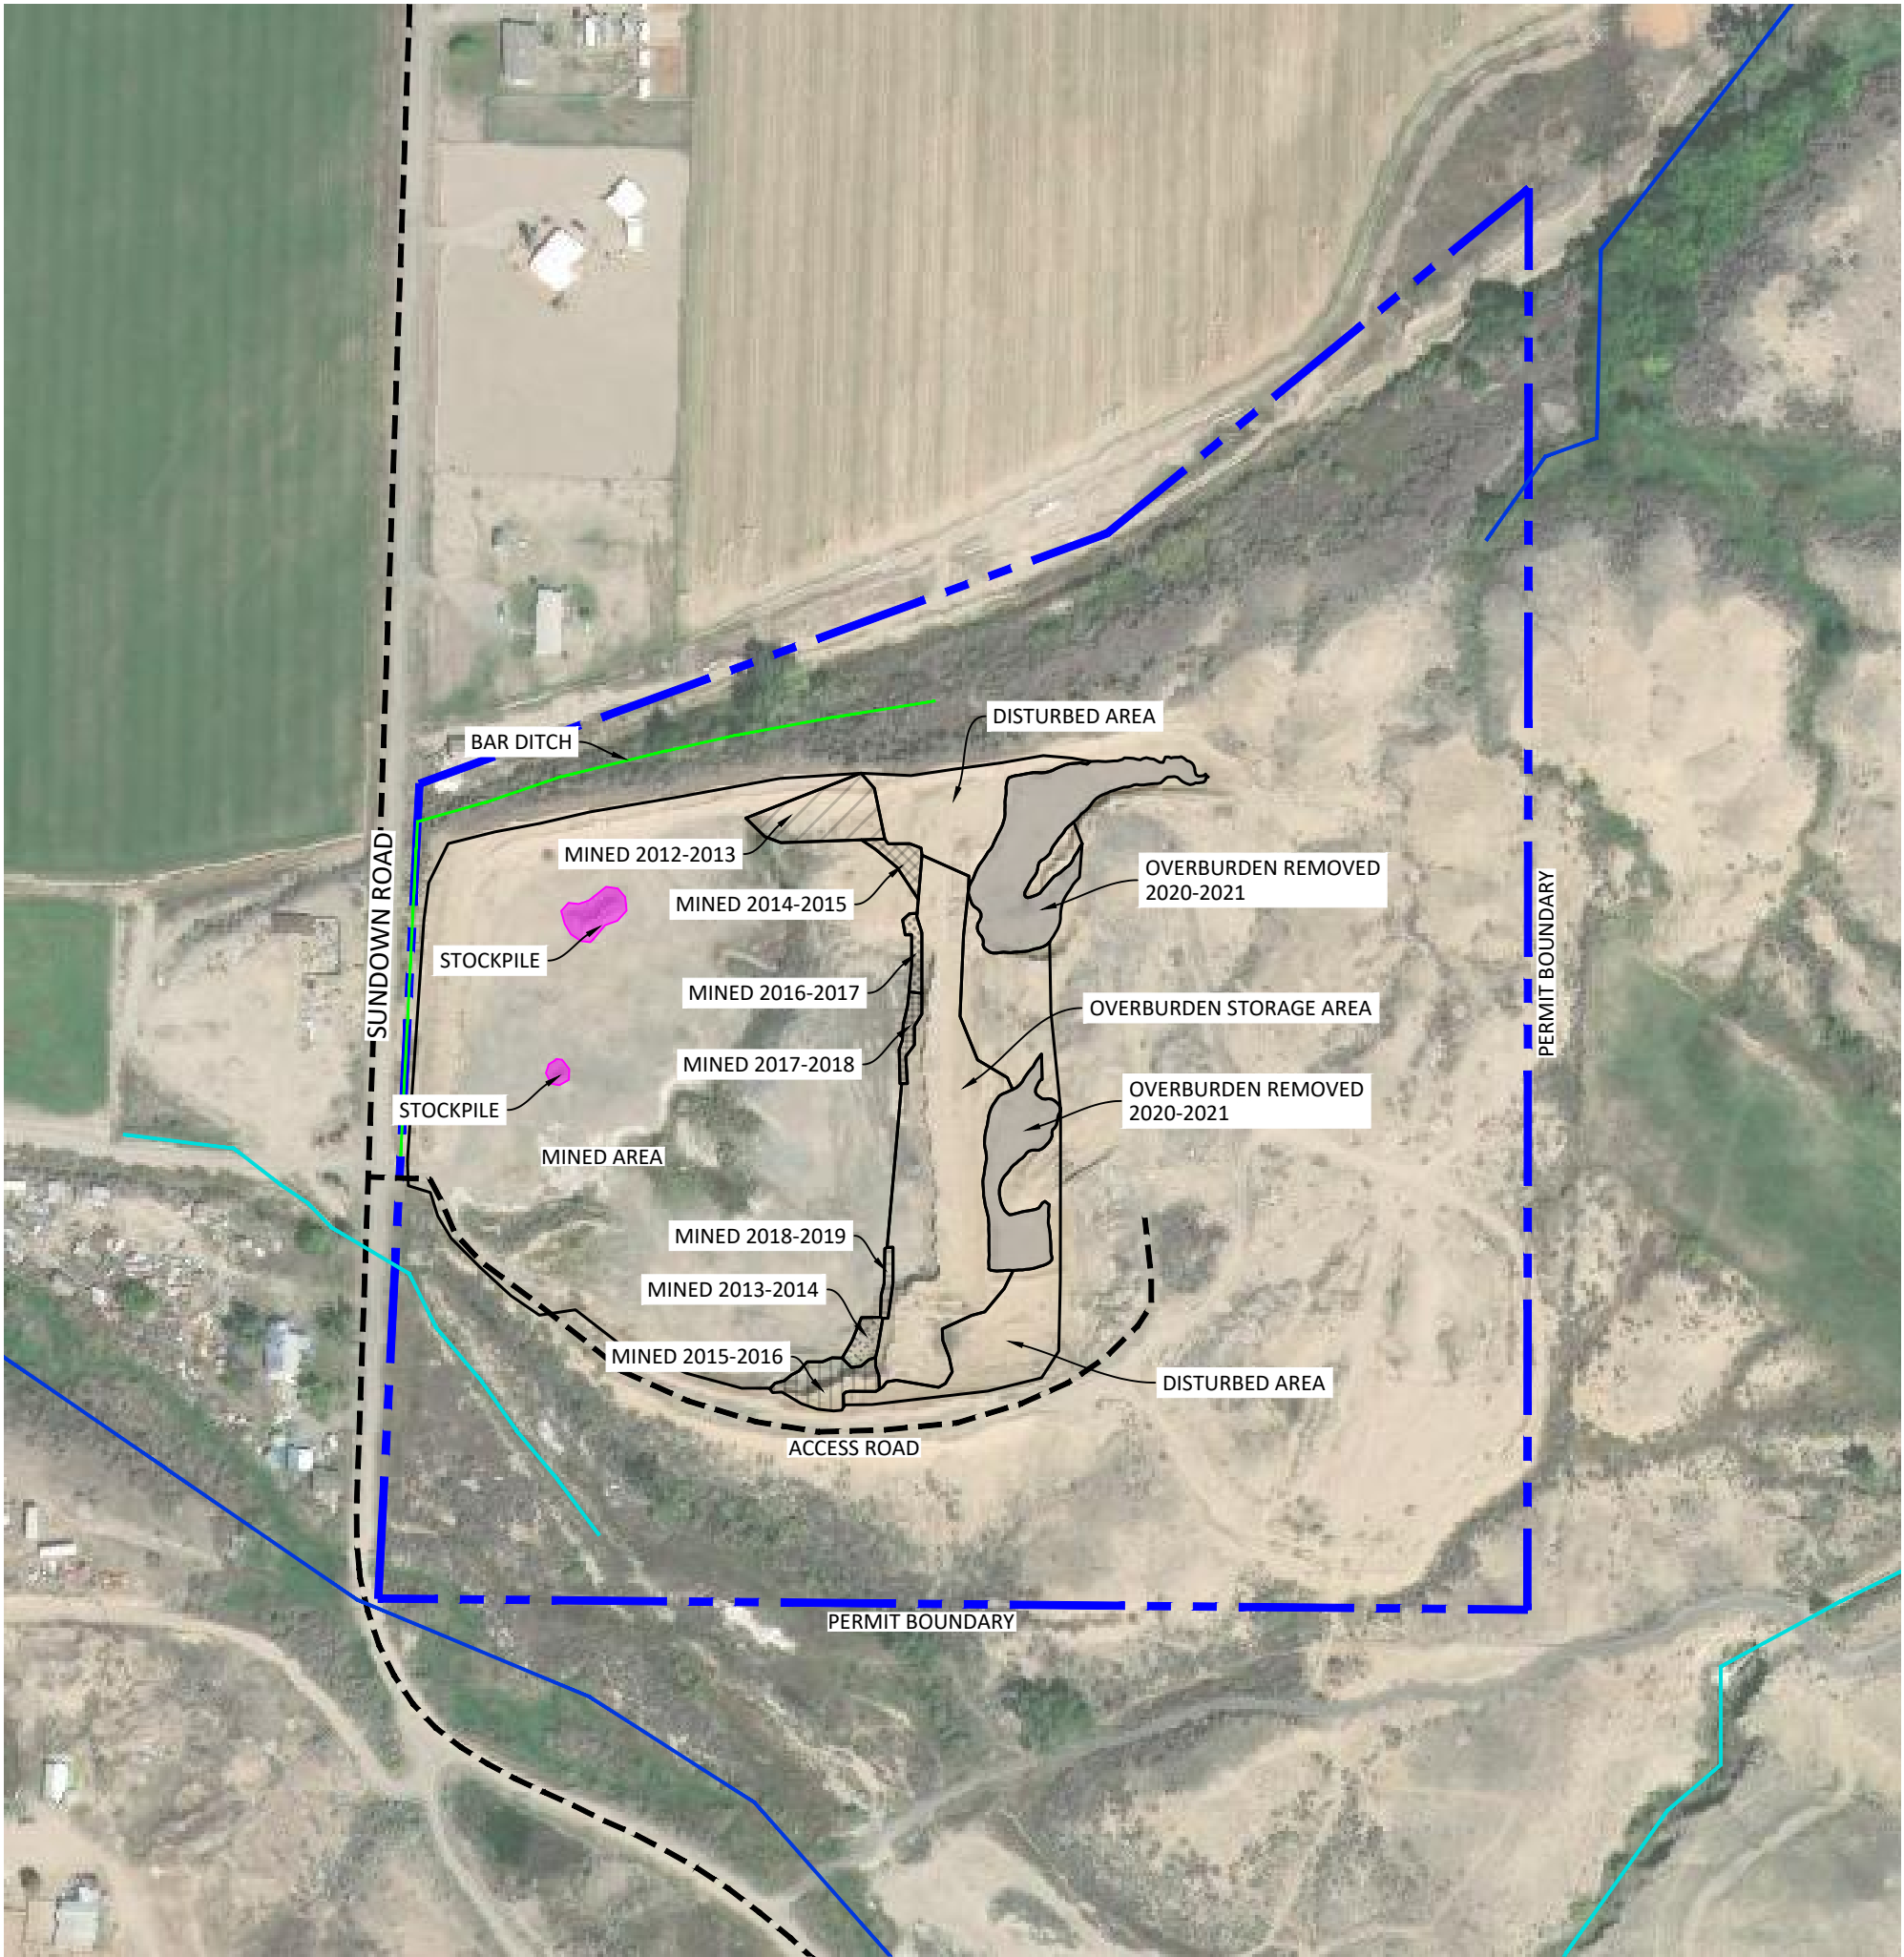 DISTURBED AREA
BAR DITCH
SUNDOWN ROAD
MINED 2012-2013
OVERBURDEN REMOVED
2020-2021
MINED 2014-2015
STOCKPILE
PERMIT BOUNDARY
MINED 2016-2017
OVERBURDEN STORAGE AREA
MINED 2017-2018
OVERBURDEN REMOVED
2020-2021
STOCKPILE
MINED AREA
MINED 2018-2019
MINED 2013-2014
MINED 2015-2016
DISTURBED AREA
ACCESS ROAD
PERMIT BOUNDARY